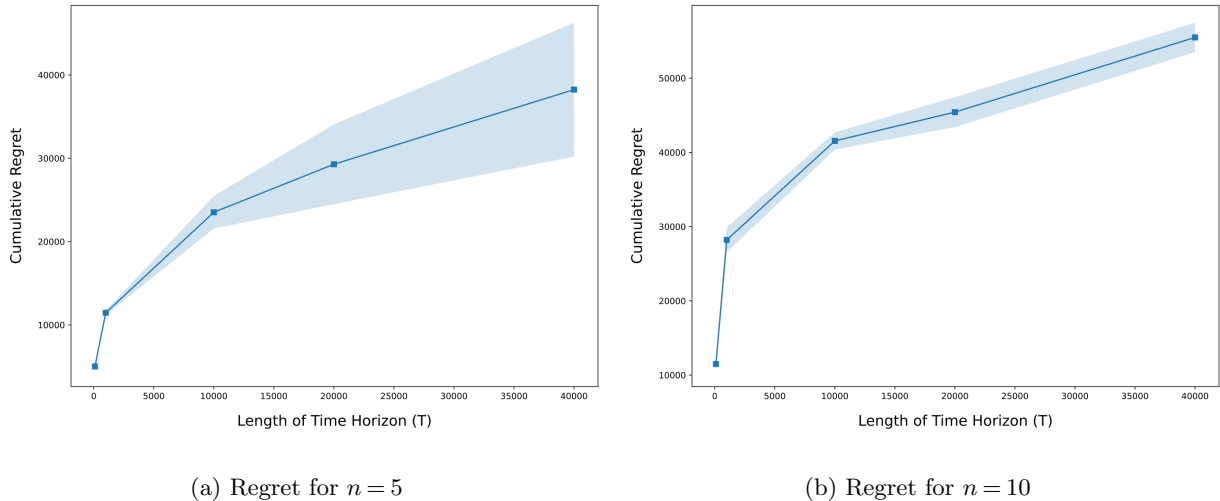 40000
30000
20000
10000
Cumulative Regret
0 5000 10000 15000 20000 25000 30000 35000 40000
Length of Time Horizon (T)
(a) Regret for n = 5
50000
40000
30000
20000
10000
Cumulative Regret
0 5000 10000 15000 20000 25000 30000 35000 40000
Length of Time Horizon (T)
(b) Regret for n = 10